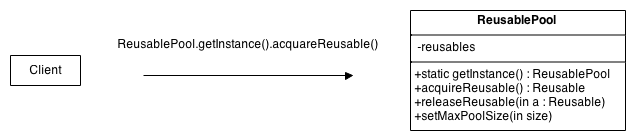 ReusablePool
ReusablePool.getInstance().acquareReusable()
-reusables
Client
+static getInstance() : ReusablePool
+acquireReusable() : Reusable
+releaseReusable(in a : Reusable)
+setMaxPoolSize(in size)